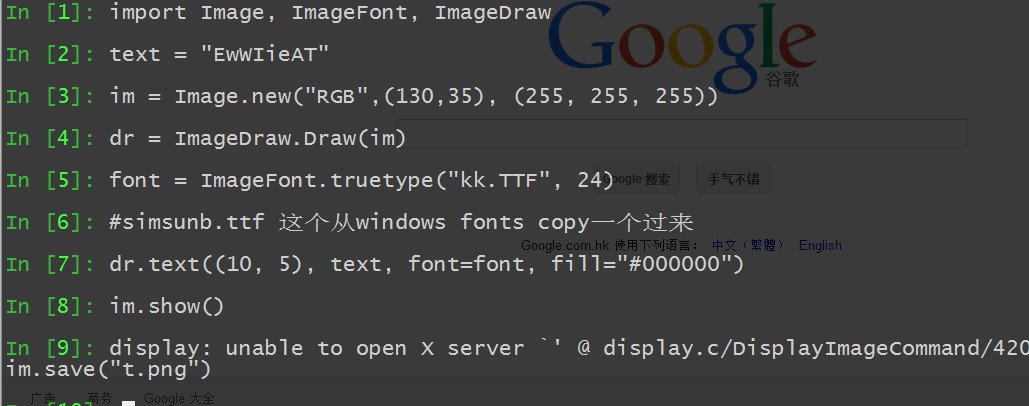 In [1]: import Image, ImageFont, ImageDraw
Google
谷歌
In [2]: text = "EwWIieAT"
In [3]: im = Image.new("RGB",(130,35), (255, 255, 255))
In [4]: dr = ImageDraw.Draw(im)
In [5]: font = ImageFont.truetype("kk.TTF", 24)
Google 搜索 手气不错
In [6]: #simsunb.ttf 这个从windows fonts copy一个过来
Google.com.hk 使用下列语言： 中文（繁體） English
In [7]: dr.text((10, 5), text, font=font, fill="#000000")
In [8]: im.show()
In [9]: display: unable to open X server `' @ display.c/DisplayImageCommand/420
im.save("t.png")
广告 商务 Google 大全
In [10]: